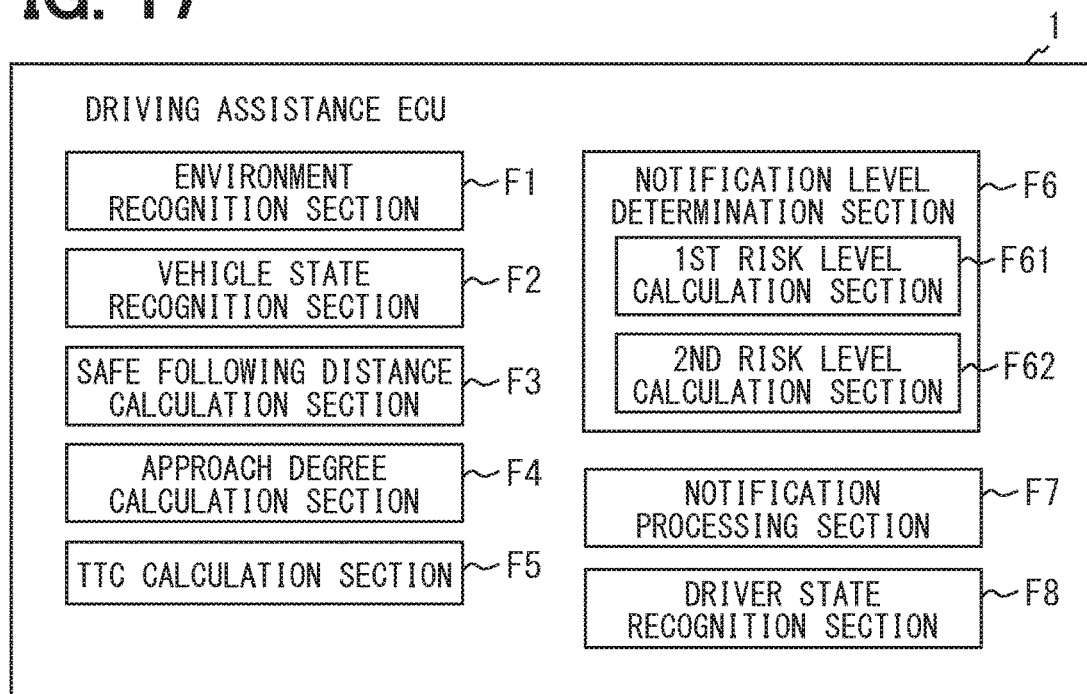 1
DRIVING ASSISTANCE ECU
ENVIRONMENT
RECOGNITION SECTION
F1
VEHICLE STATE
RECOGNITION SECTION
F2
SAFE FOLLOWING DISTANCE
CALCULATION SECTION
F3
APPROACH DEGREE
CALCULATION SECTION
F4
TTC CALCULATION SECTION
F5
NOTIFICATION LEVEL
DETERMINATION SECTION
F6
1ST RISK LEVEL
CALCULATION SECTION
F61
2ND RISK LEVEL
CALCULATION SECTION
F62
NOTIFICATION
PROCESSING SECTION
F7
DRIVER STATE
RECOGNITION SECTION
F8